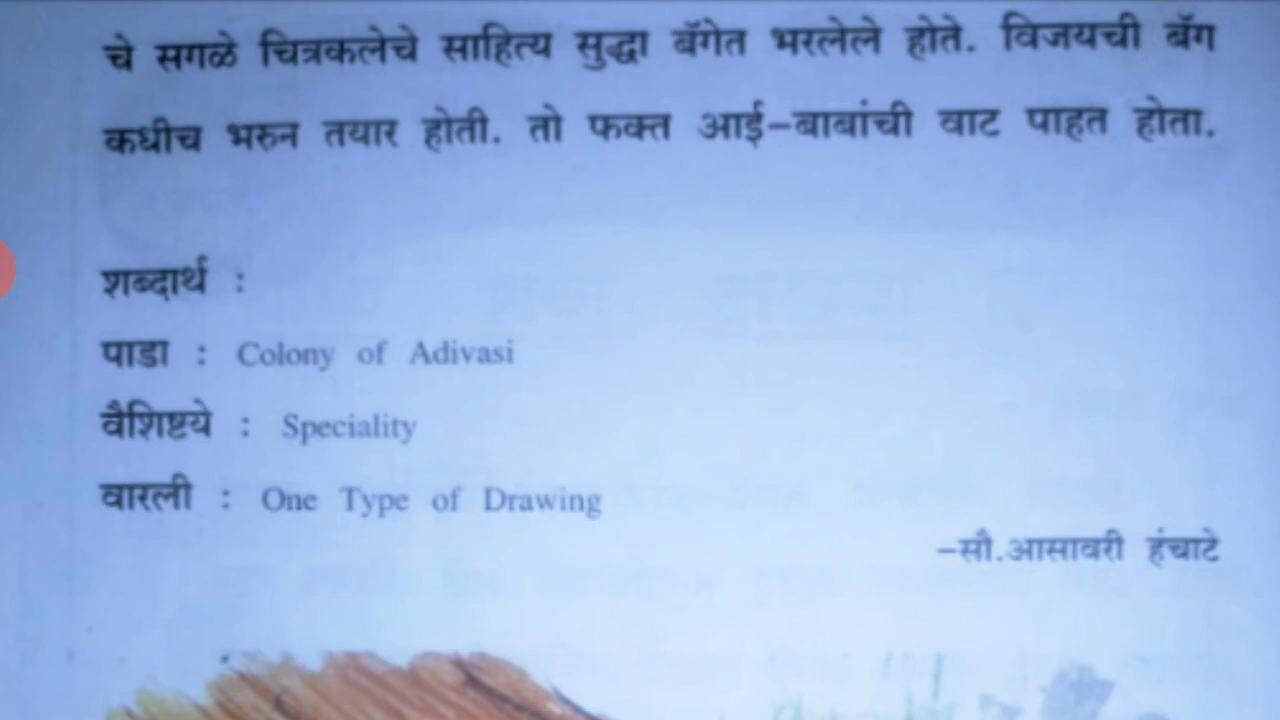 चे सगळे चित्रकलेचे साहित्य सुद्धा बॅगेत भरलेले होते. विजयची बॅग
कधीच भरुन तयार होती. तो फक्त आई-बाबांची वाट पाहत होता.
शब्दार्थ :
पाडा : Colony of Adivasi
वैशिष्टये : Speciality
वारली : One Type of Drawing
-सौ.आसावरी हंचाटे